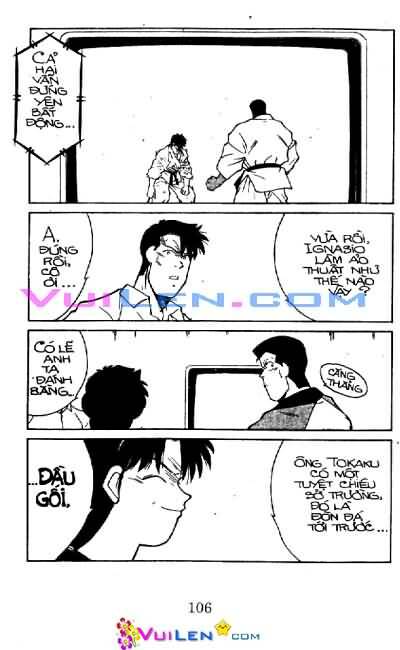 CẢ
HAI
VẪN
ĐỨNG
YÊN
BẤT
ĐỘNG...
A,
ĐÚNG
RỒI,
CÔ
ƠI...
VỪA RỒI,
IGNASIO
LÀM ẢO
THUẬT NHƯ
THẾ NÀO
VẬY?
VUILEN.COM
CÓ LẼ
ANH
TA
ĐÁNH
BẰNG...
CĂNG
THẲNG
...ĐẦU
GỐI.
ÔNG TOKAKU
CÓ MỘT
TUYỆT CHIÊU
SỞ TRƯỜNG,
ĐÓ LÀ
ĐÒN ĐÁ
TỚI TRƯỚC...
106
VUILEN.COM